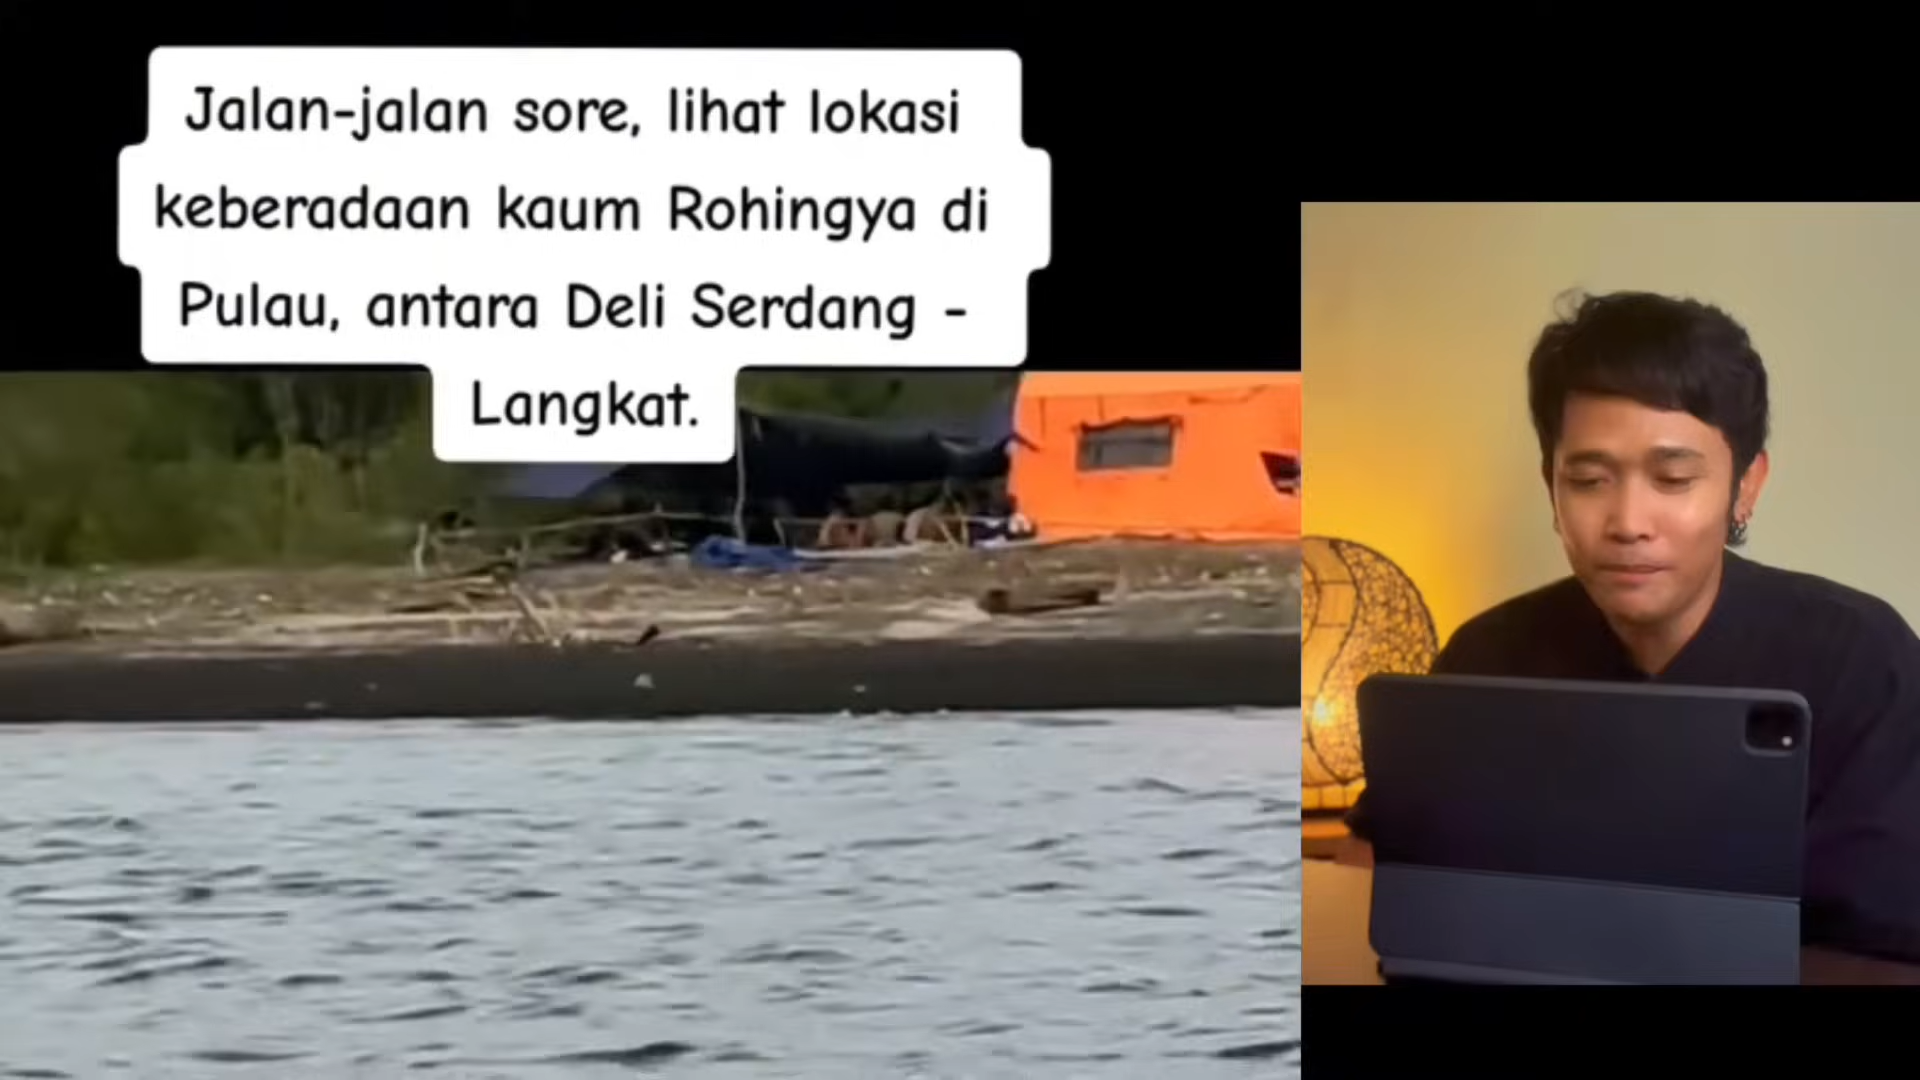 Jalan-jalan sore, lihat lokasi
keberadaan kaum Rohingya di
Pulau, antara Deli Serdang -
Langkat.